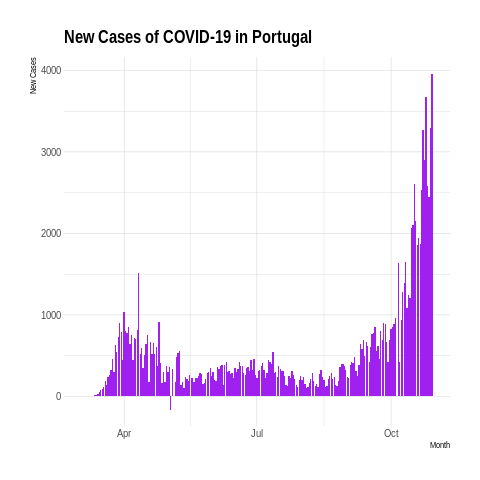 New Cases of COVID-19 in Portugal
New Cases
4000
3000
2000
1000
0
Apr
Jul
Oct
Month